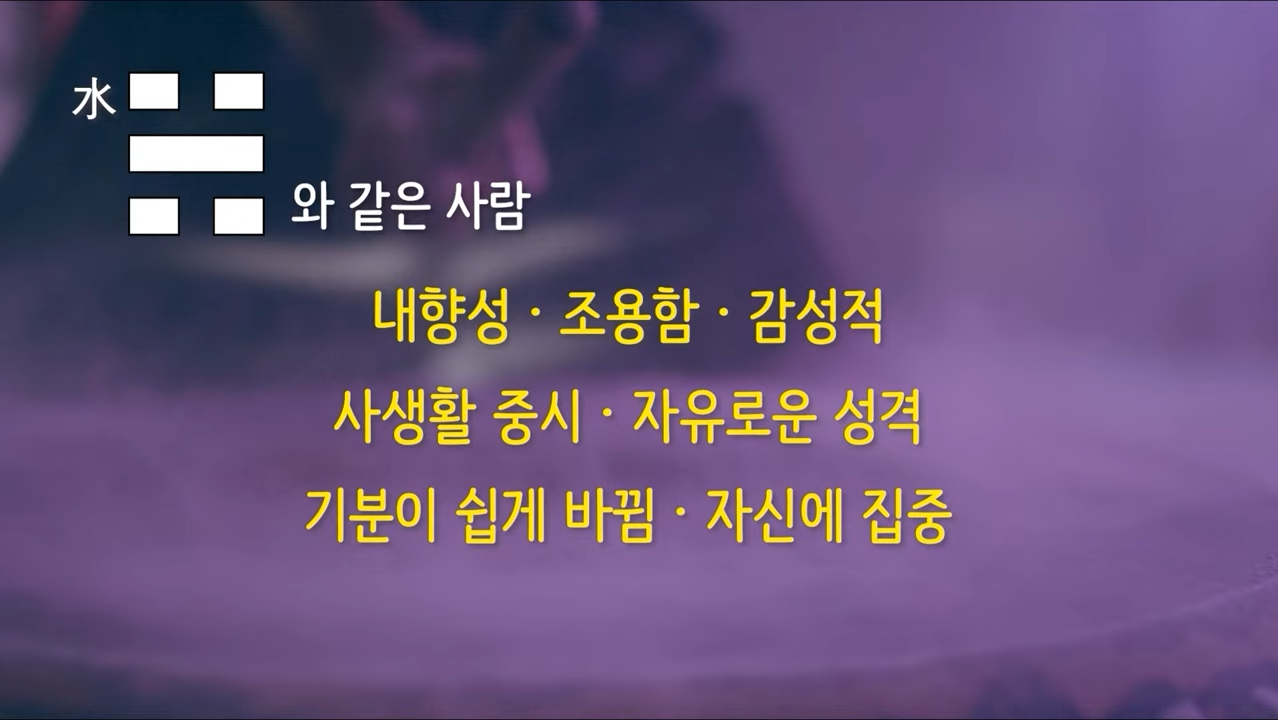 水
와 같은 사람
내향성 · 조용함 · 감성적
사생활 중시 · 자유로운 성격
기분이 쉽게 바뀜 · 자신에 집중